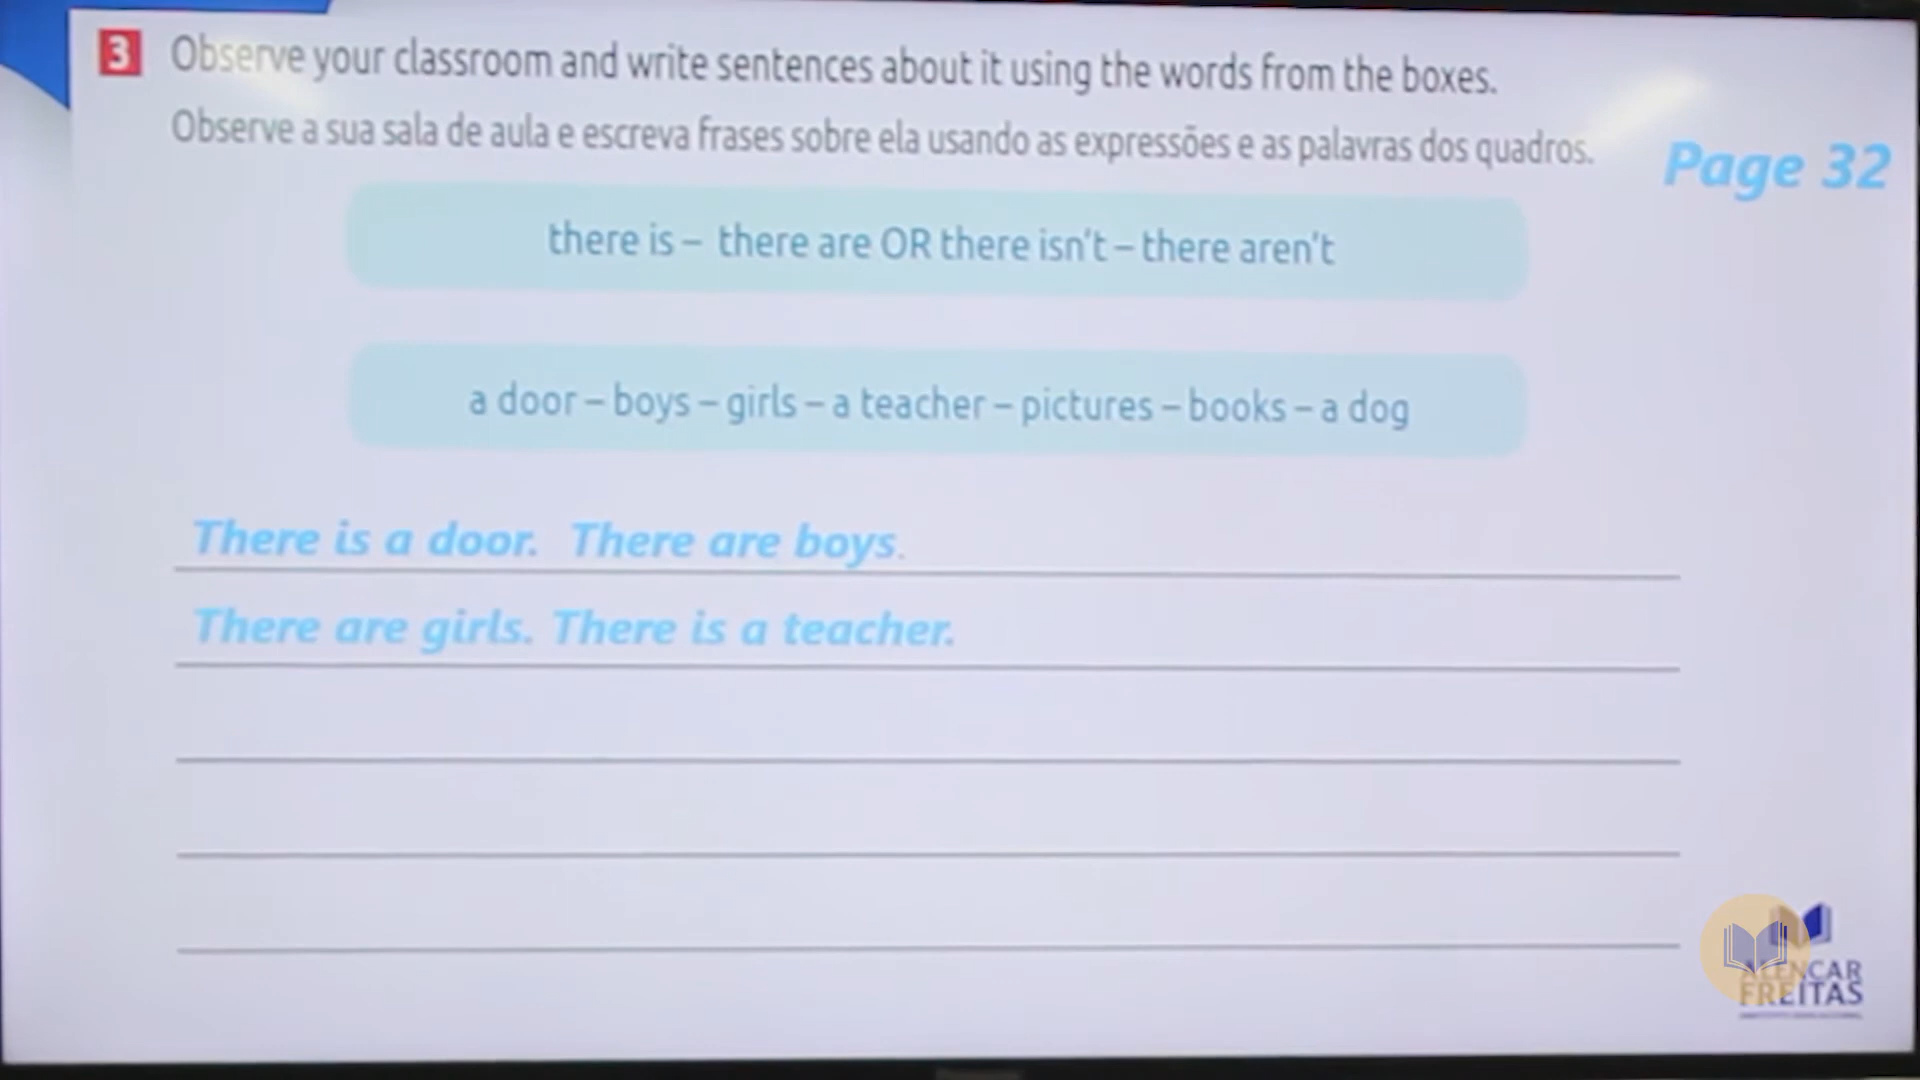 3 Observe your classroom and write sentences about it using the words from the boxes.
Observe a sua sala de aula e escreva frases sobre ela usando as expressões e as palavras dos quadros.
Page 32
there is – there are OR there isn't – there aren't
a door – boys – girls – a teacher – pictures – books – a dog
There is a door. There are boys.
There are girls. There is a teacher.
ALENCAR
FREITAS